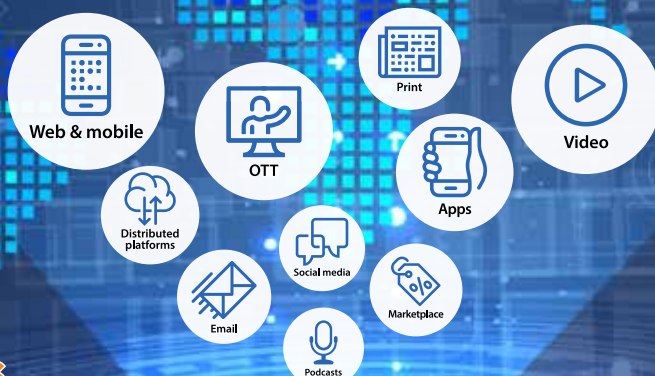 Print
Web & mobile
Video
OTT
Apps
Distributed
platforms
Social media
Email
Marketplace
Podcasts